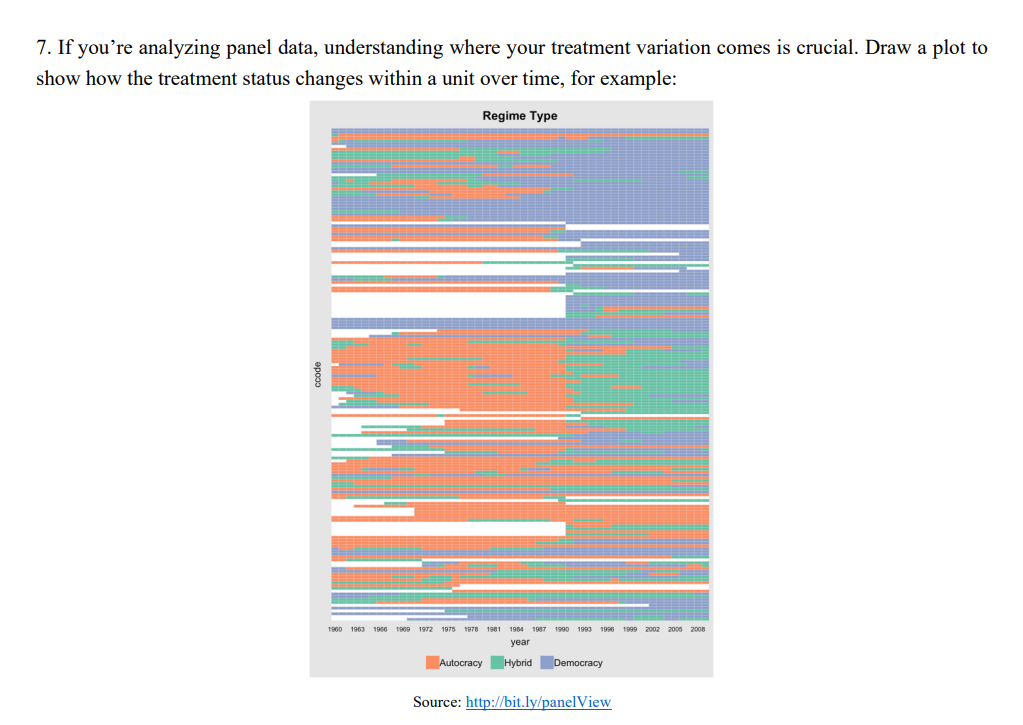 7. If you’re analyzing panel data, understanding where your treatment variation comes is crucial. Draw a plot to
show how the treatment status changes within a unit over time, for example:
Regime Type
ccode
1960 1963 1966 1969 1972 1975 1978 1981 1984 1987 1990 1993 1996 1999 2002 2005 2008
year
Autocracy Hybrid Democracy
Source: http://bit.ly/panelView